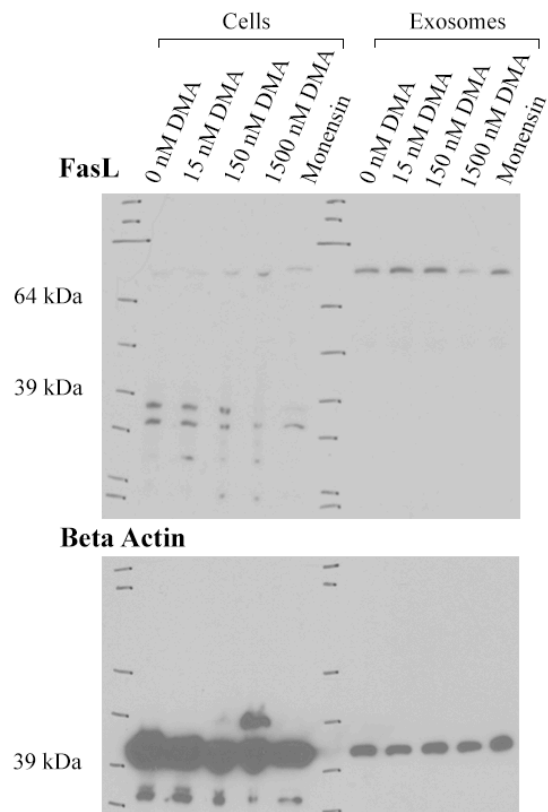 Cells Exosomes
0 nM DMA 15 nM DMA 150 nM DMA 1500 nM DMA Monensin 0 nM DMA 15 nM DMA 150 nM DMA 1500 nM DMA Monensin
FasL
64 kDa
39 kDa
Beta Actin
39 kDa